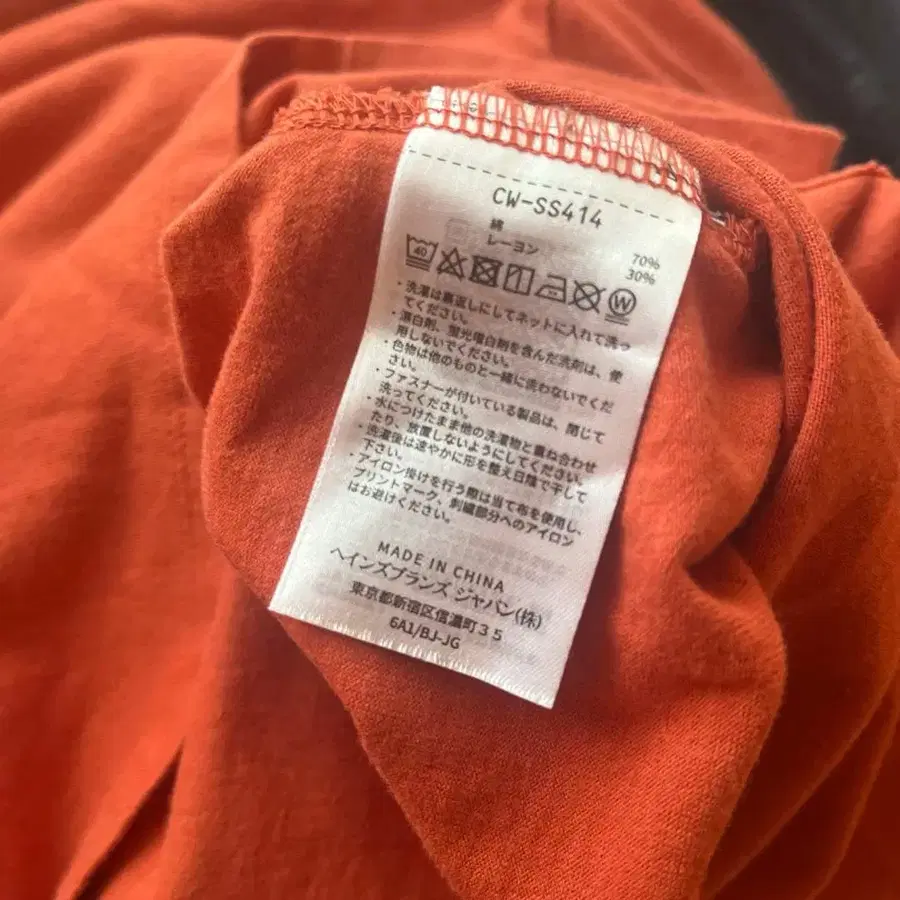 CW-SS414
綿 70%
レーヨン 30%
40
W
・洗濯は裏返しにしてネットに入れて洗っ
てください。
・漂白剤、蛍光増白剤を含んだ洗剤は、使
用しないでください。
・色物は他のものと一緒に洗わないでくだ
さい。
・ファスナーが付いている製品は、閉じて
洗ってください。
・水につけたまま他の洗濯物と重ね合わせ
たり、放置しないようにしてください。
・洗濯後は速やかに形を整え日陰で干して
下さい。
・アイロン掛けを行う際は当て布を使用し、
プリントマーク、刺繍部分へのアイロン
はお避けください。
MADE IN CHINA
ヘインズブランズ ジャパン(株)
東京都新宿区信濃町35
6A1/BJ-JG